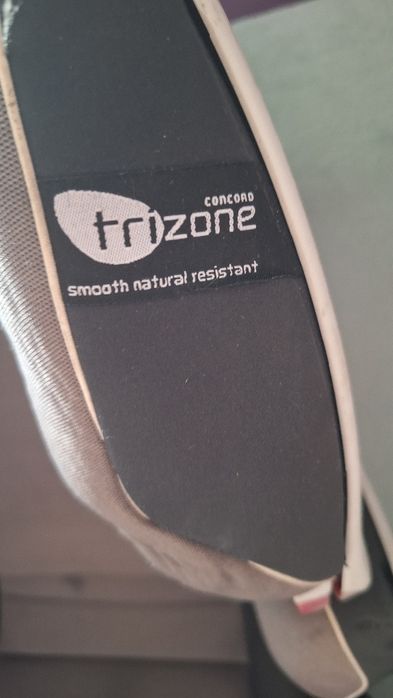 CONCORD
trizone
smooth natural resistant